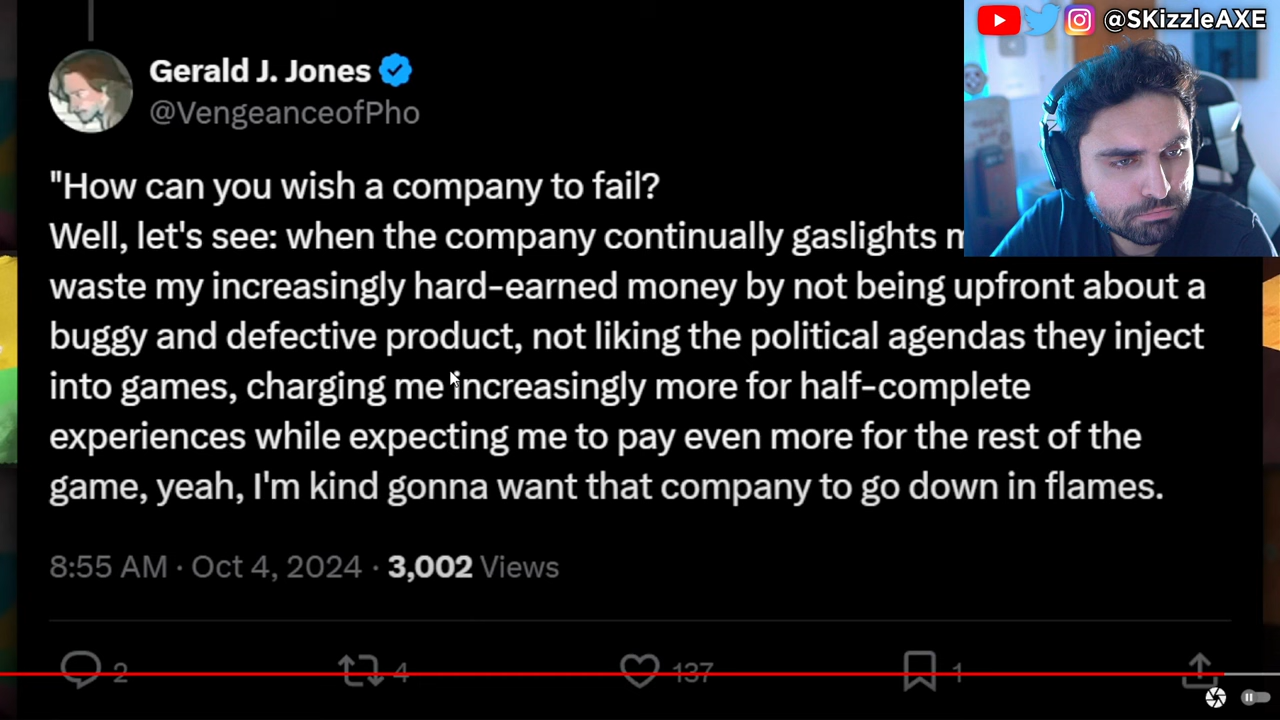 @SKizzleAXE
Gerald J. Jones
@VengeanceofPho
"How can you wish a company to fail?
Well, let's see: when the company continually gaslights
waste my increasingly hard-earned money by not being upfront about a
buggy and defective product, not liking the political agendas they inject
into games, charging me increasingly more for half-complete
experiences while expecting me to pay even more for the rest of the
game, yeah, I'm kind gonna want that company to go down in flames.
8:55 AM · Oct 4, 2024 · 3,002 Views
2 4 137 1